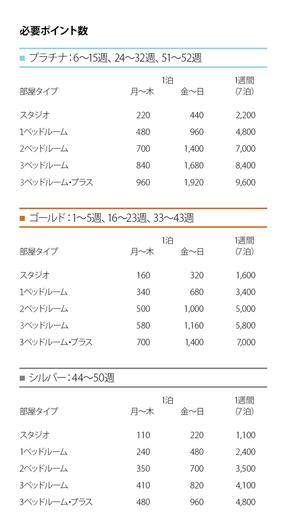 必要ポイント数
■ プラチナ:6～15週、24～32週、51～52週
1泊 1週間
部屋タイプ 月～木 金～日 (7泊)
スタジオ 220 440 2,200
1ベッドルーム 480 960 4,800
2ベッドルーム 700 1,400 7,000
3ベッドルーム 840 1,680 8,400
3ベッドルーム・プラス 960 1,920 9,600
■ ゴールド:1～5週、16～23週、33～43週
1泊 1週間
部屋タイプ 月～木 金～日 (7泊)
スタジオ 160 320 1,600
1ベッドルーム 340 680 3,400
2ベッドルーム 500 1,000 5,000
3ベッドルーム 580 1,160 5,800
3ベッドルーム・プラス 700 1,400 7,000
■ シルバー:44～50週
1泊 1週間
部屋タイプ 月～木 金～日 (7泊)
スタジオ 110 220 1,100
1ベッドルーム 240 480 2,400
2ベッドルーム 350 700 3,500
3ベッドルーム 410 820 4,100
3ベッドルーム・プラス 480 960 4,800